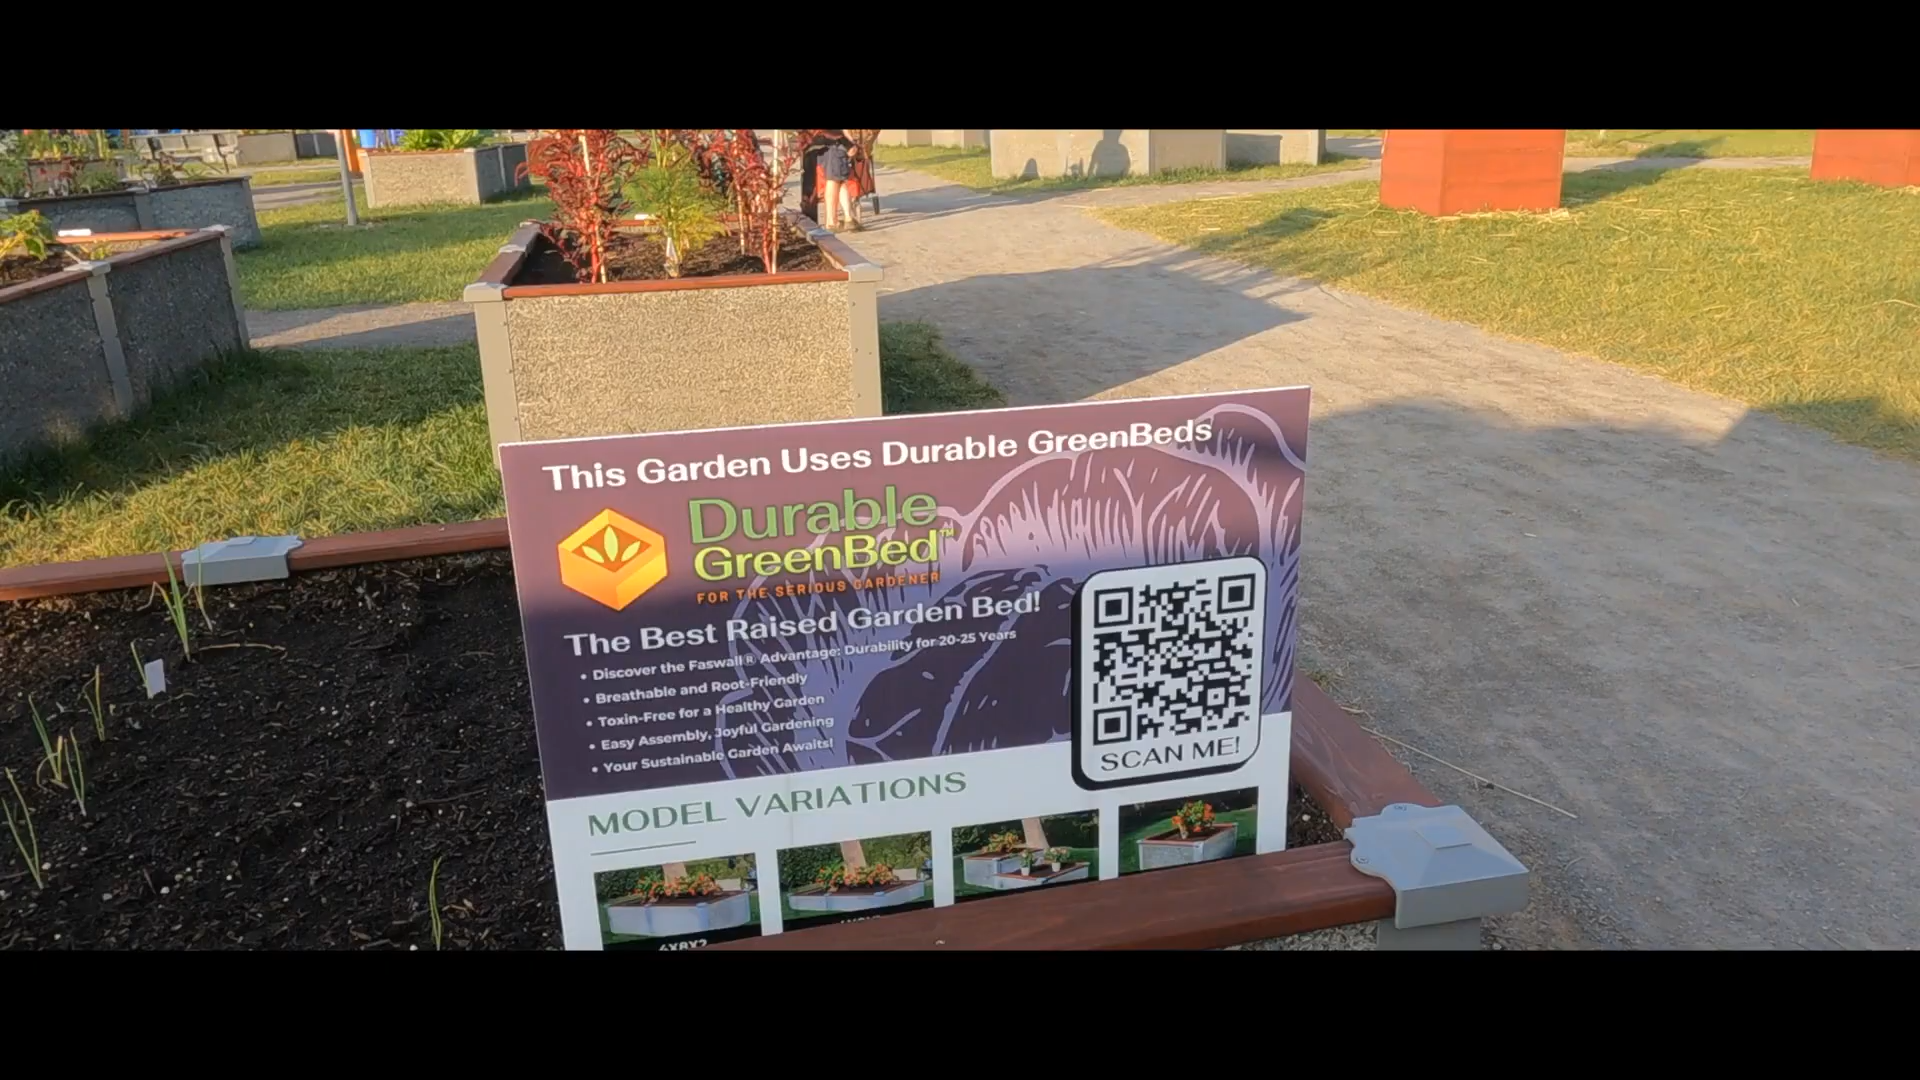 This Garden Uses Durable GreenBeds
Durable
GreenBed™
FOR THE SERIOUS GARDENER
The Best Raised Garden Bed!
• Discover the Faswall® Advantage: Durability for 20-25 Years
• Breathable and Root-Friendly
• Toxin-Free for a Healthy Garden
• Easy Assembly, Joyful Gardening
• Your Sustainable Garden Awaits!
SCAN ME!
MODEL VARIATIONS
4X8X2